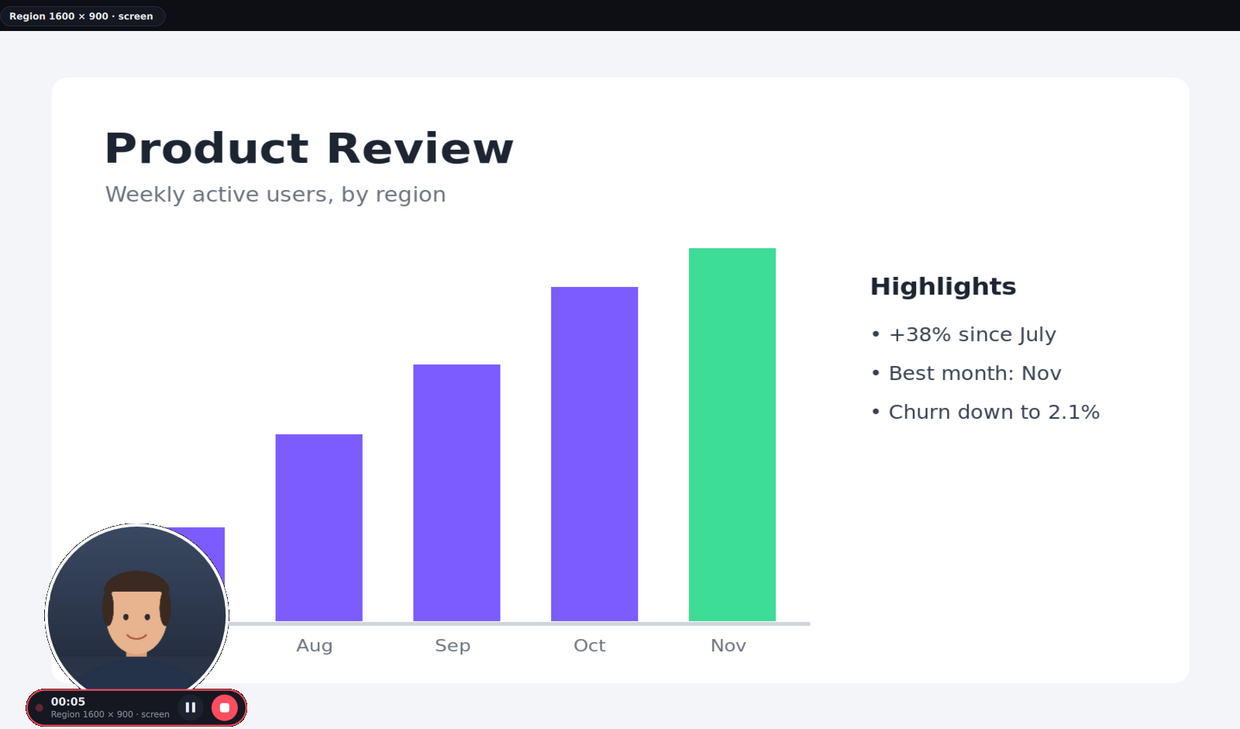 Region 1600 × 900 · screen
Product Review
Weekly active users, by region
Highlights
• +38% since July
• Best month: Nov
• Churn down to 2.1%
Aug Sep Oct Nov
00:05
Region 1600 × 900 · screen